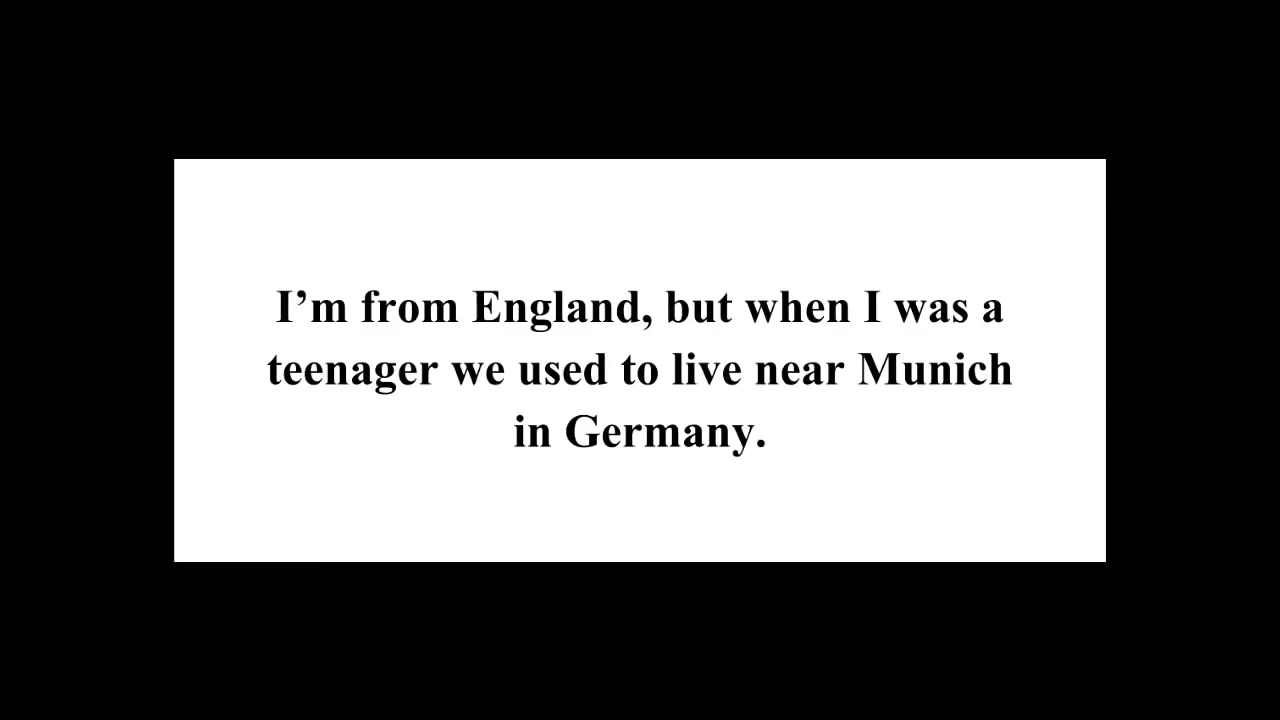 I’m from England, but when I was a
teenager we used to live near Munich
in Germany.